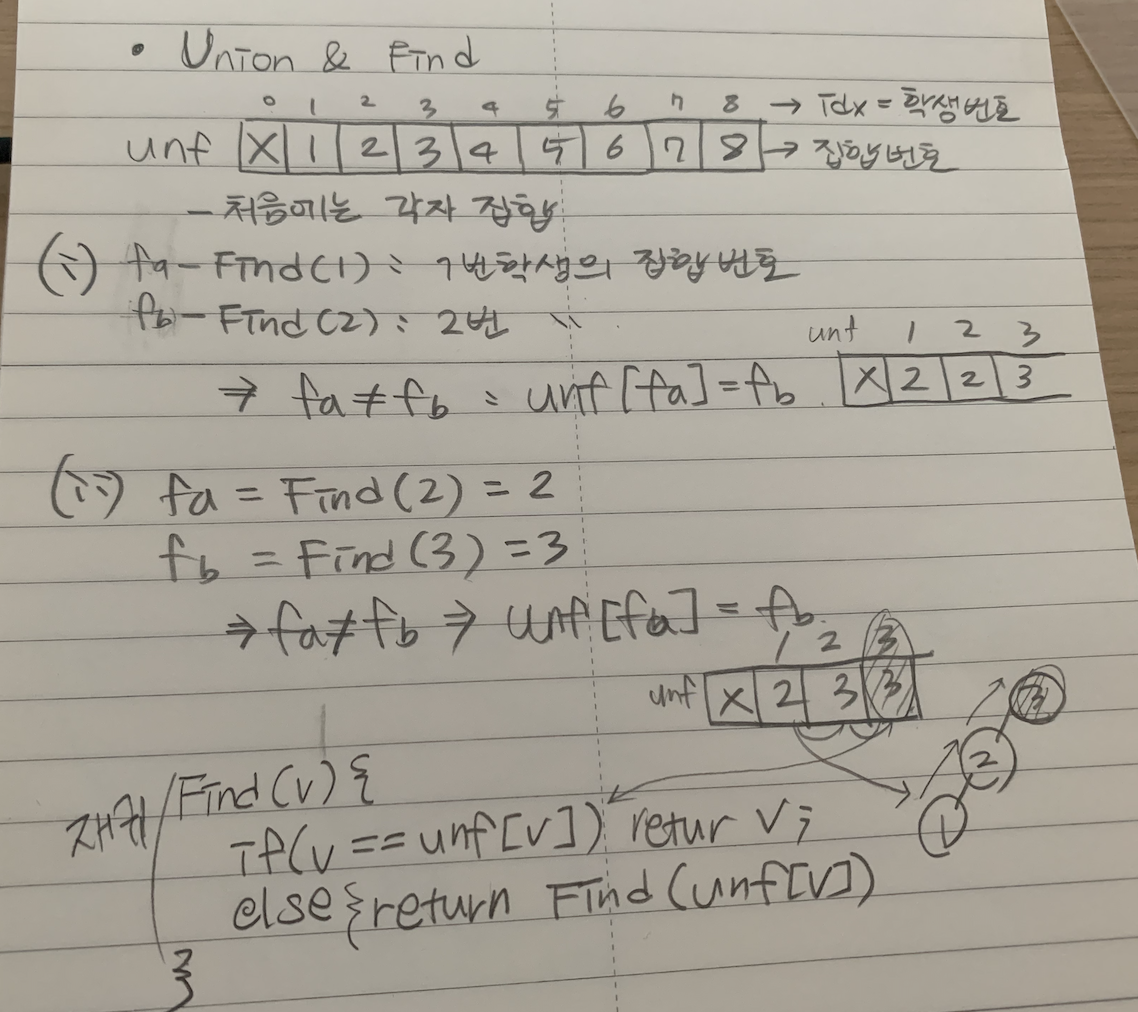 • Union & Find
0 1 2 3 4 5 6 7 8 → Idx = 학생번호
unf X 1 2 3 4 5 6 7 8 → 집합번호
- 처음에는 각자 집합
(i) fa - Find(1) : 1번학생의 집합번호
fb - Find(2) : 2번 〃
unf 1 2 3
⇒ fa ≠ fb : unf[fa] = fb. X 2 2 3
(ii) fa = Find(2) = 2
fb = Find(3) = 3
⇒ fa ≠ fb ⇒ unf[fa] = fb.
1 2 3
unf X 2 3 3
3
2
1
재귀
Find(v) {
if(v == unf[v]) retur v;
else { return Find(unf[v])
}